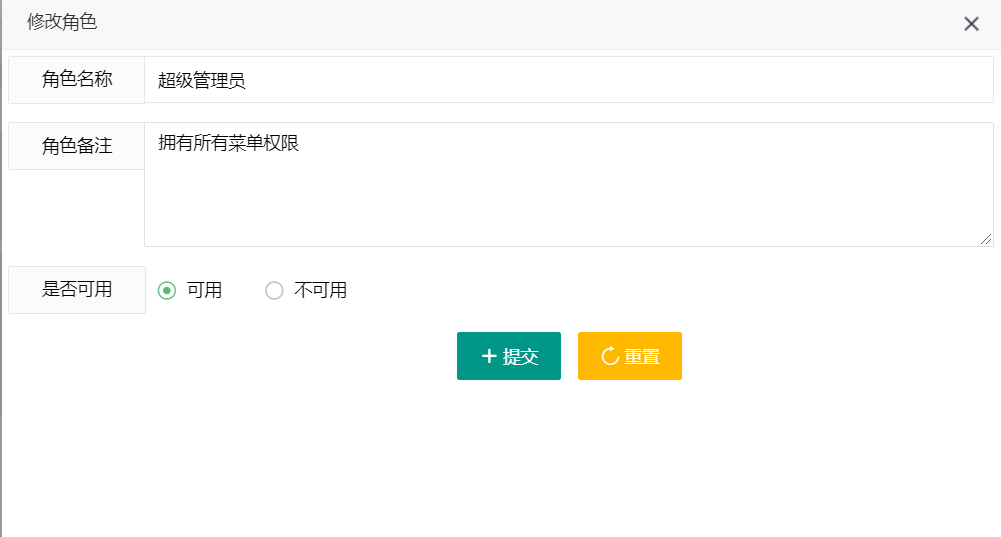 修改角色
角色名称 超级管理员
角色备注 拥有所有菜单权限
是否可用 可用 不可用
提交 重置